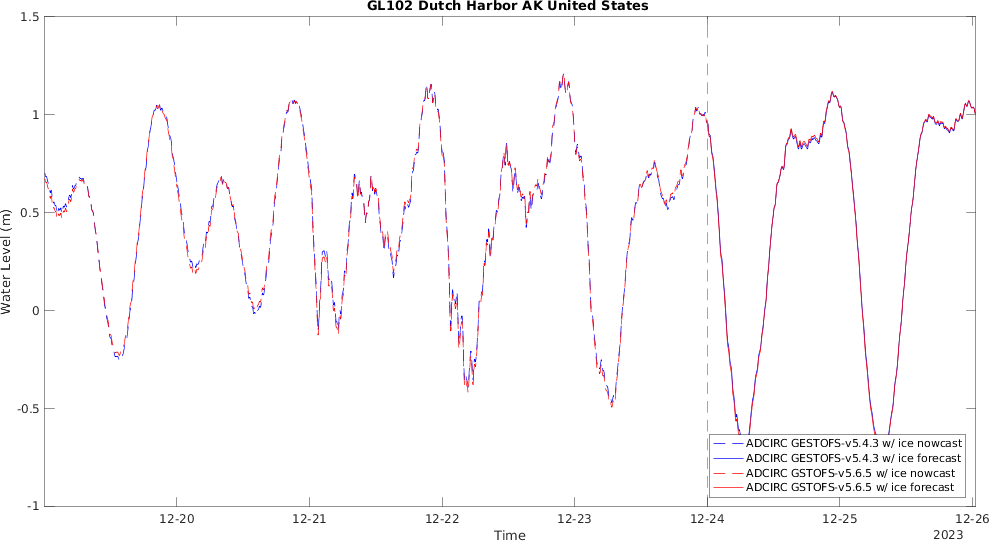 GL102 Dutch Harbor AK United States
1.5
1
0.5
0
-0.5
-1
Water Level (m)
ADCIRC GESTOFS-v5.4.3 w/ ice nowcast
ADCIRC GESTOFS-v5.4.3 w/ ice forecast
ADCIRC GSTOFS-v5.6.5 w/ ice nowcast
ADCIRC GSTOFS-v5.6.5 w/ ice forecast
12-20 12-21 12-22 12-23 12-24 12-25 12-26
Time
2023